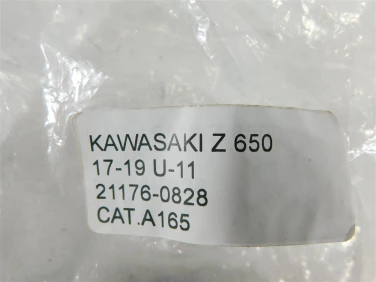 KAWASAKI Z 650
17-19 U-11
21176-0828
CAT.A165